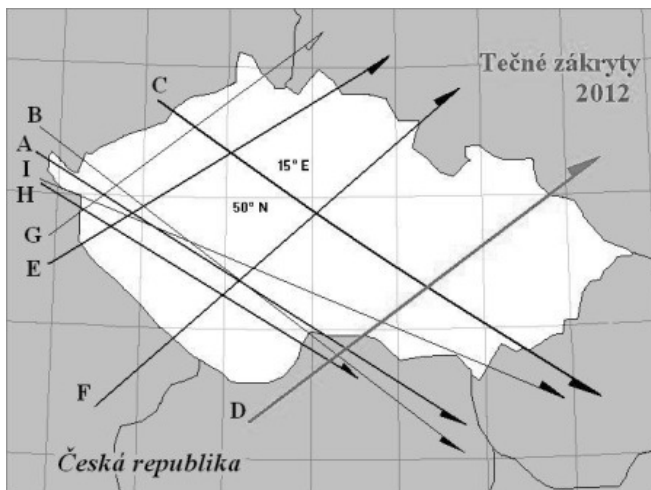 Tečné zákryty
2012
C
B
A
I
H
G
E
F
D
15° E
50° N
Česká republika